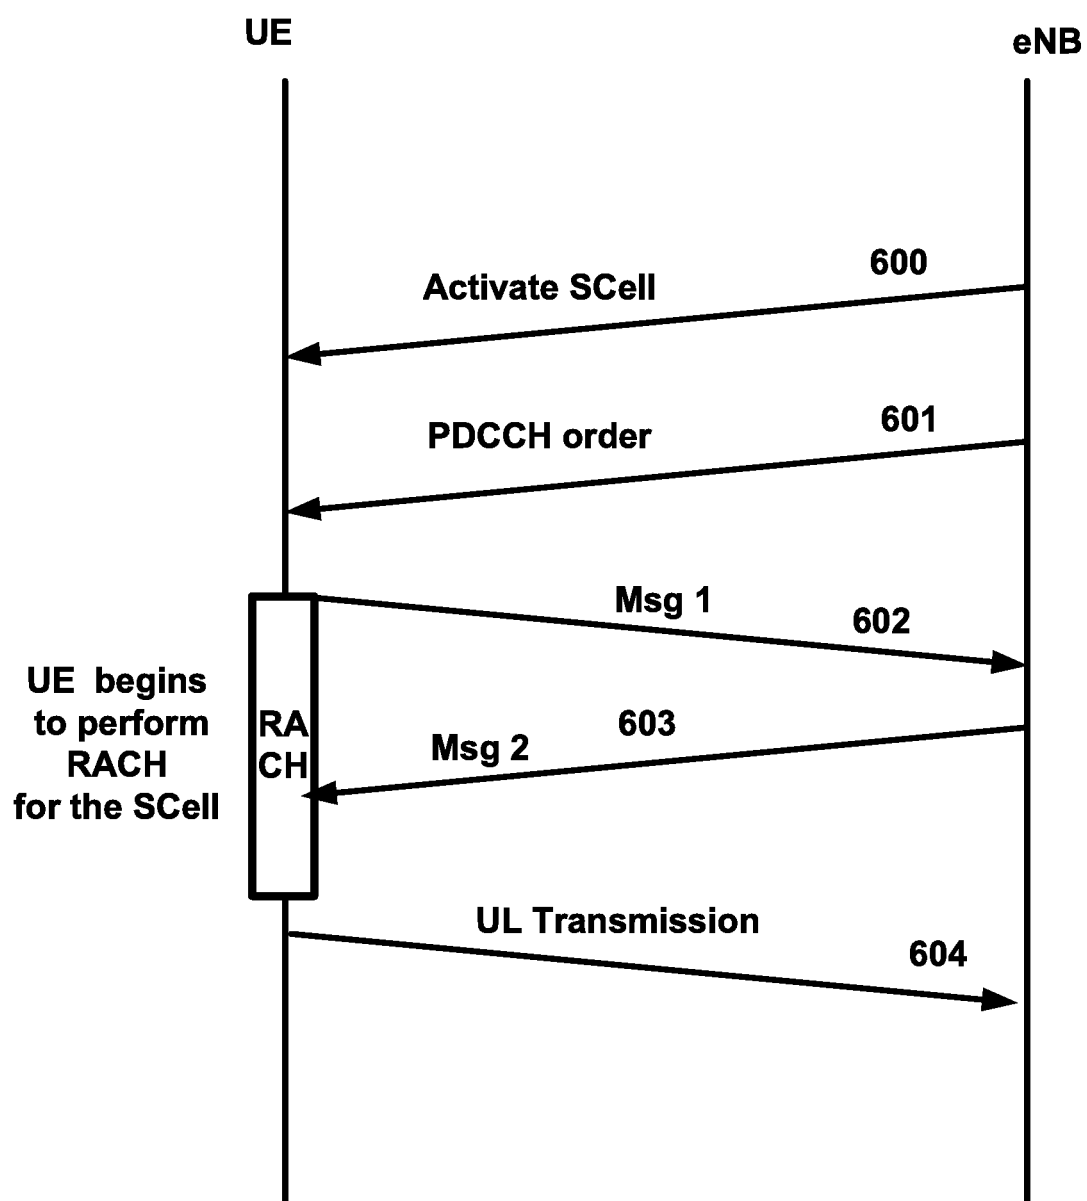 UE
eNB
600
Activate SCell
601
PDCCH order
Msg 1
602
UE begins
to perform
RACH
for the SCell
RA
CH
603
Msg 2
UL Transmission
604